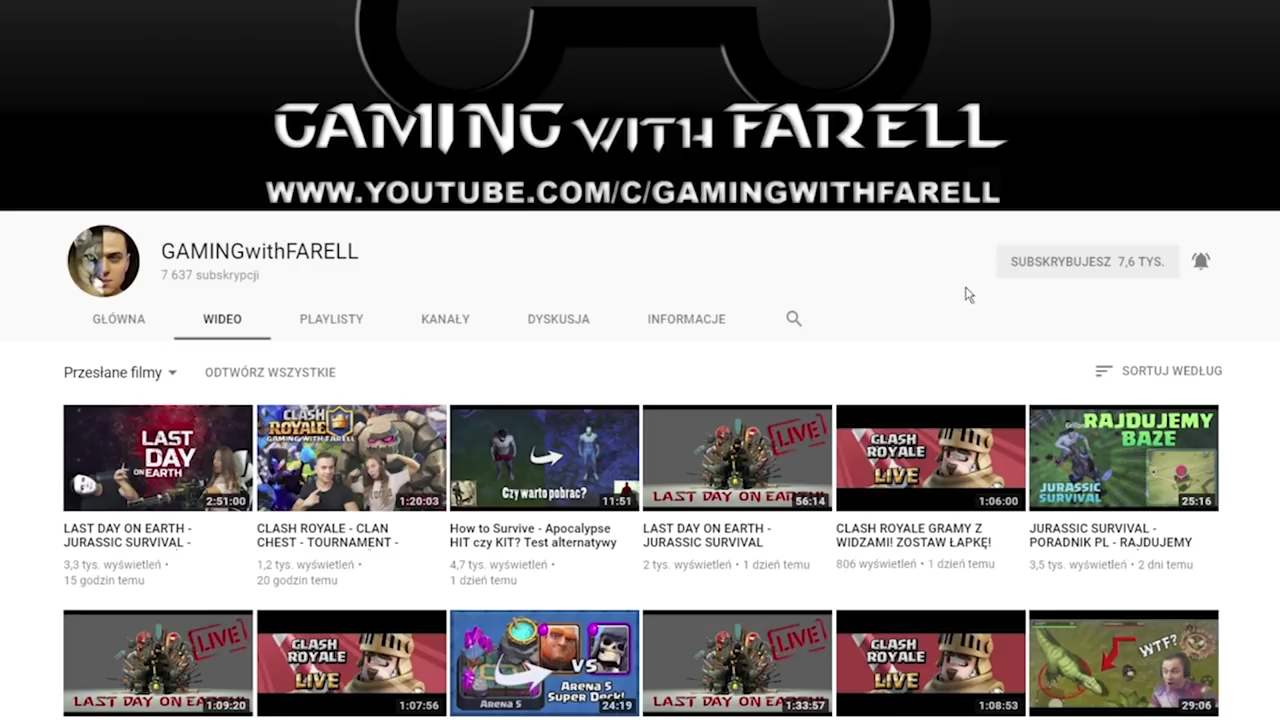 GAMING WITH FARELL
WWW.YOUTUBE.COM/C/GAMINGWITHFARELL
GAMINGwithFARELL
7 637 subskrypcji
SUBSKRYBUJESZ 7,6 TYS.
GŁÓWNA
WIDEO
PLAYLISTY
KANAŁY
DYSKUSJA
INFORMACJE
Przesłane filmy
ODTWÓRZ WSZYSTKIE
SORTUJ WEDŁUG
LAST
DAY
ON EARTH
2:51:00
LAST DAY ON EARTH -
JURASSIC SURVIVAL -
3,3 tys. wyświetleń •
15 godzin temu
CLASH
ROYALE
GAMING WITH FARELL
1:20:03
CLASH ROYALE - CLAN
CHEST - TOURNAMENT -
1,2 tys. wyświetleń •
20 godzin temu
Czy warto pobrac?
11:51
How to Survive - Apocalypse
HIT czy KIT? Test alternatywy
4,7 tys. wyświetleń •
1 dzień temu
LIVE
LAST DAY ON EARTH
56:14
LAST DAY ON EARTH -
JURASSIC SURVIVAL
2 tys. wyświetleń • 1 dzień temu
CLASH
ROYALE
LIVE
1:06:00
CLASH ROYALE GRAMY Z
WIDZAMI! ZOSTAW ŁAPKĘ!
806 wyświetleń • 1 dzień temu
RAJDUJEMY
BAZE
JURASSIC
SURVIVAL
25:16
JURASSIC SURVIVAL -
PORADNIK PL - RAJDUJEMY
3,5 tys. wyświetleń • 2 dni temu
LIVE
LAST DAY ON EARTH
1:09:20
CLASH
ROYALE
LIVE
1:07:56
VS
Arena 5
Super Deck!
Arena 5
24:19
LIVE
LAST DAY ON EARTH
1:33:57
CLASH
ROYALE
LIVE
1:08:53
WTF?
29:06